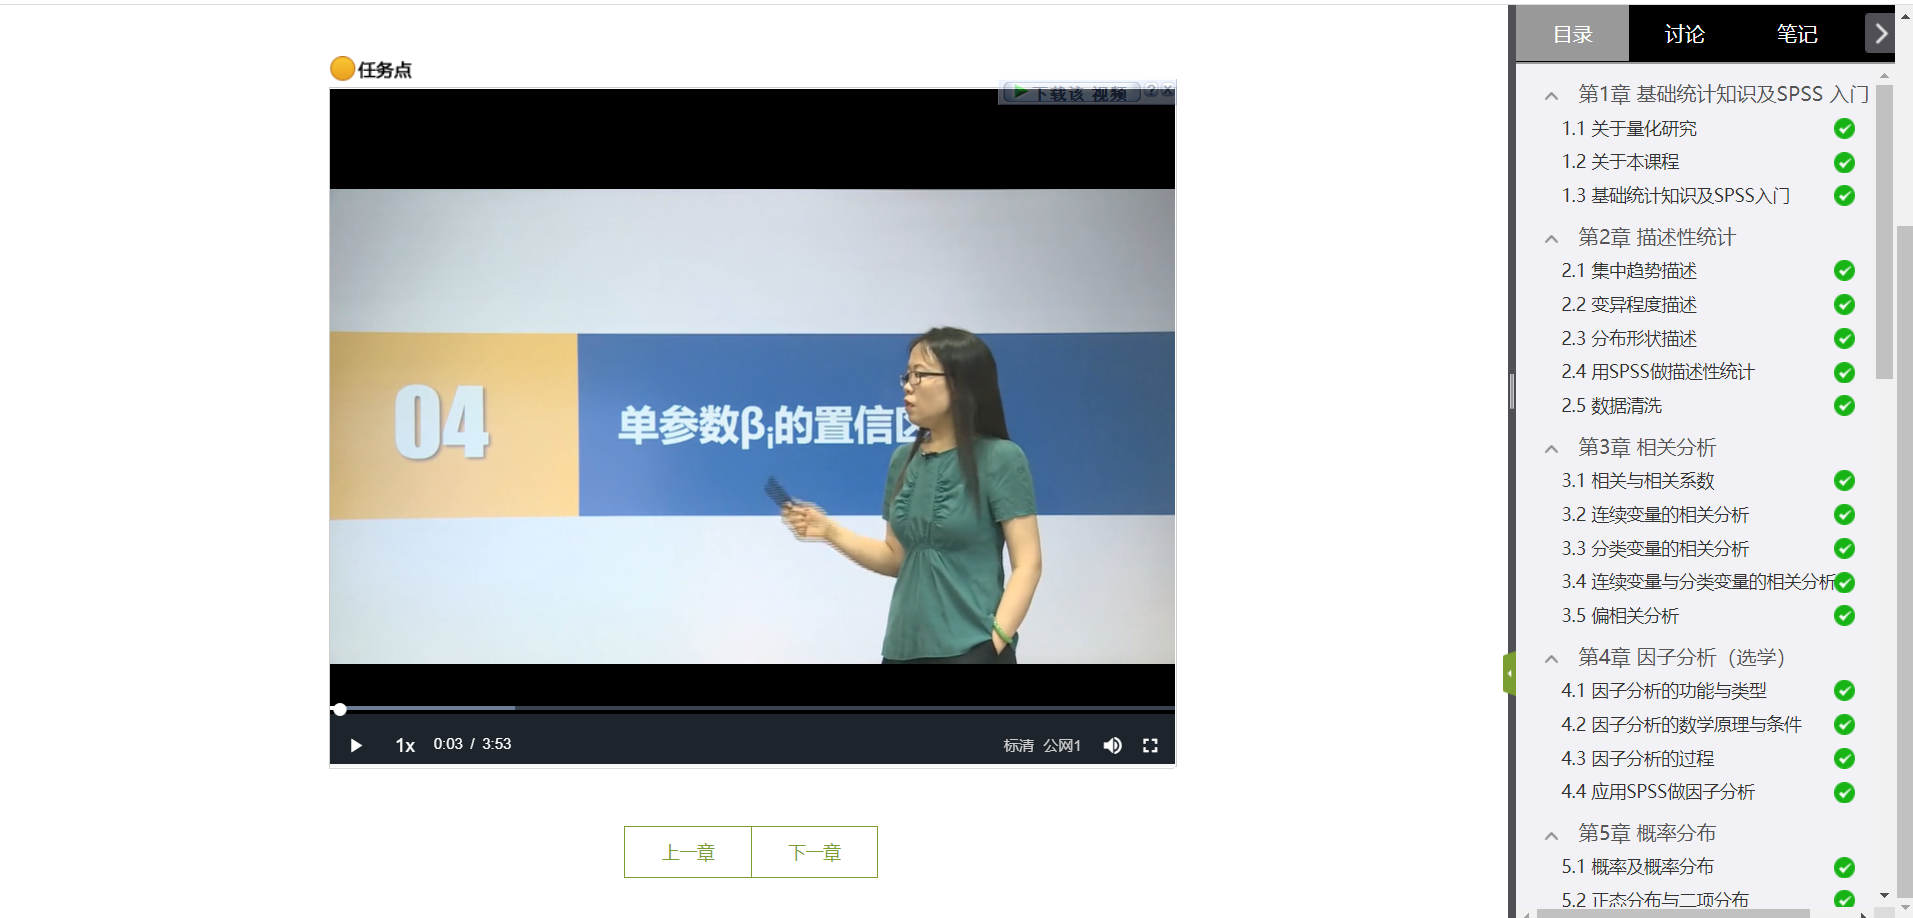 任务点
下载该 视频
04
单参数βi的置信区
0:03 / 3:53
1x
标清 公网1
上一章
下一章
目录
讨论
笔记
第1章 基础统计知识及SPSS 入门
1.1 关于量化研究
1.2 关于本课程
1.3 基础统计知识及SPSS入门
第2章 描述性统计
2.1 集中趋势描述
2.2 变异程度描述
2.3 分布形状描述
2.4 用SPSS做描述性统计
2.5 数据清洗
第3章 相关分析
3.1 相关与相关系数
3.2 连续变量的相关分析
3.3 分类变量的相关分析
3.4 连续变量与分类变量的相关分析
3.5 偏相关分析
第4章 因子分析（选学）
4.1 因子分析的功能与类型
4.2 因子分析的数学原理与条件
4.3 因子分析的过程
4.4 应用SPSS做因子分析
第5章 概率分布
5.1 概率及概率分布
5.2 正态分布与二项分布